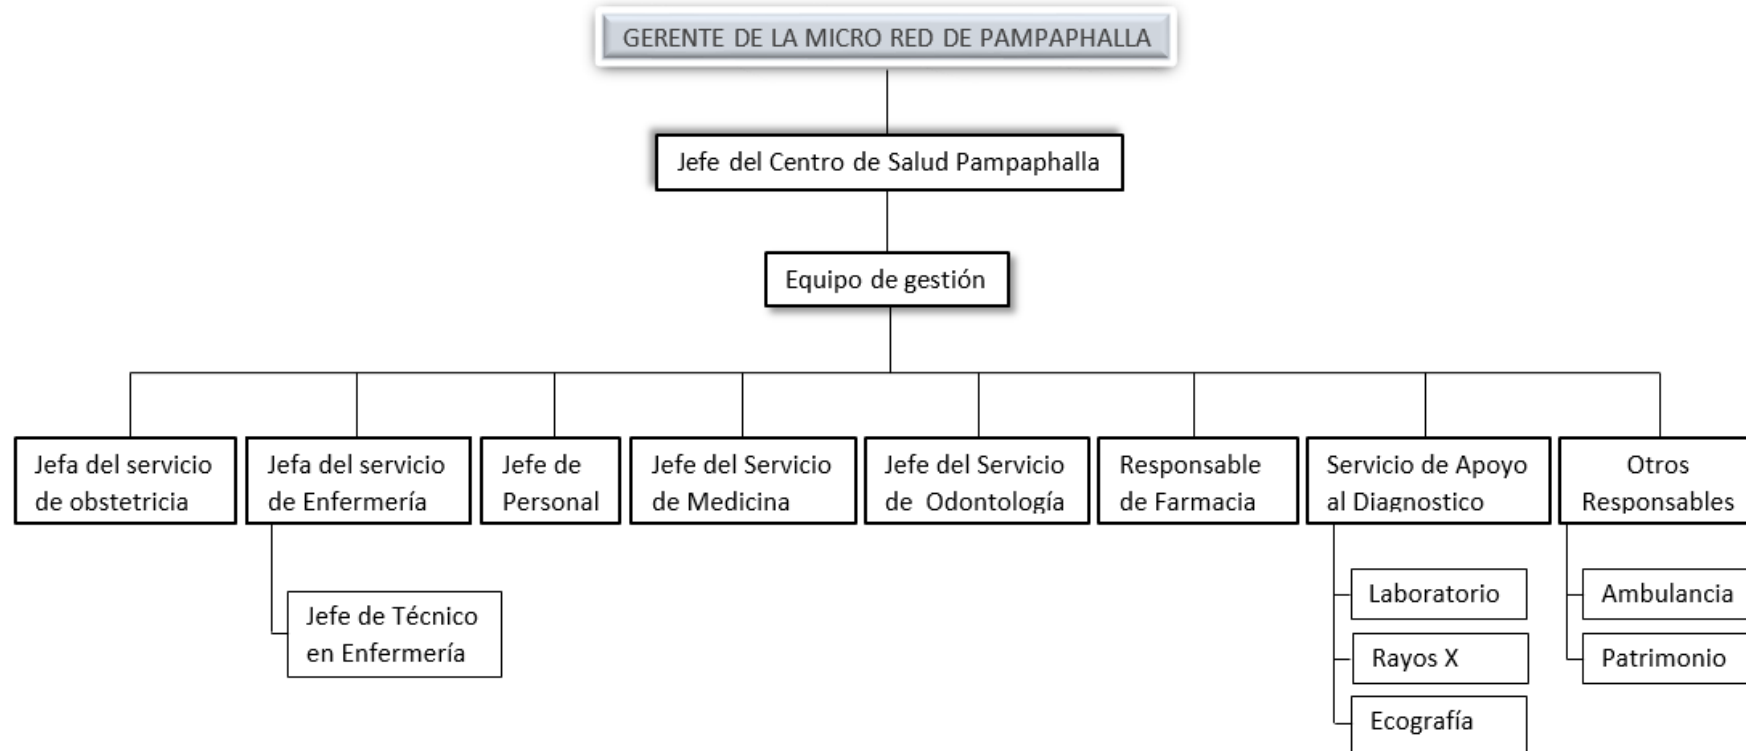 GERENTE DE LA MICRO RED DE PAMPAPHALLA
Jefe del Centro de Salud Pampaphalla
Equipo de gestión
Jefa del servicio
de obstetricia
Jefa del servicio
de Enfermería
Jefe de
Personal
Jefe del Servicio
de Medicina
Jefe del Servicio
de Odontología
Responsable
de Farmacia
Servicio de Apoyo
al Diagnostico
Otros
Responsables
Jefe de Técnico
en Enfermería
Laboratorio
Rayos X
Ecografía
Ambulancia
Patrimonio